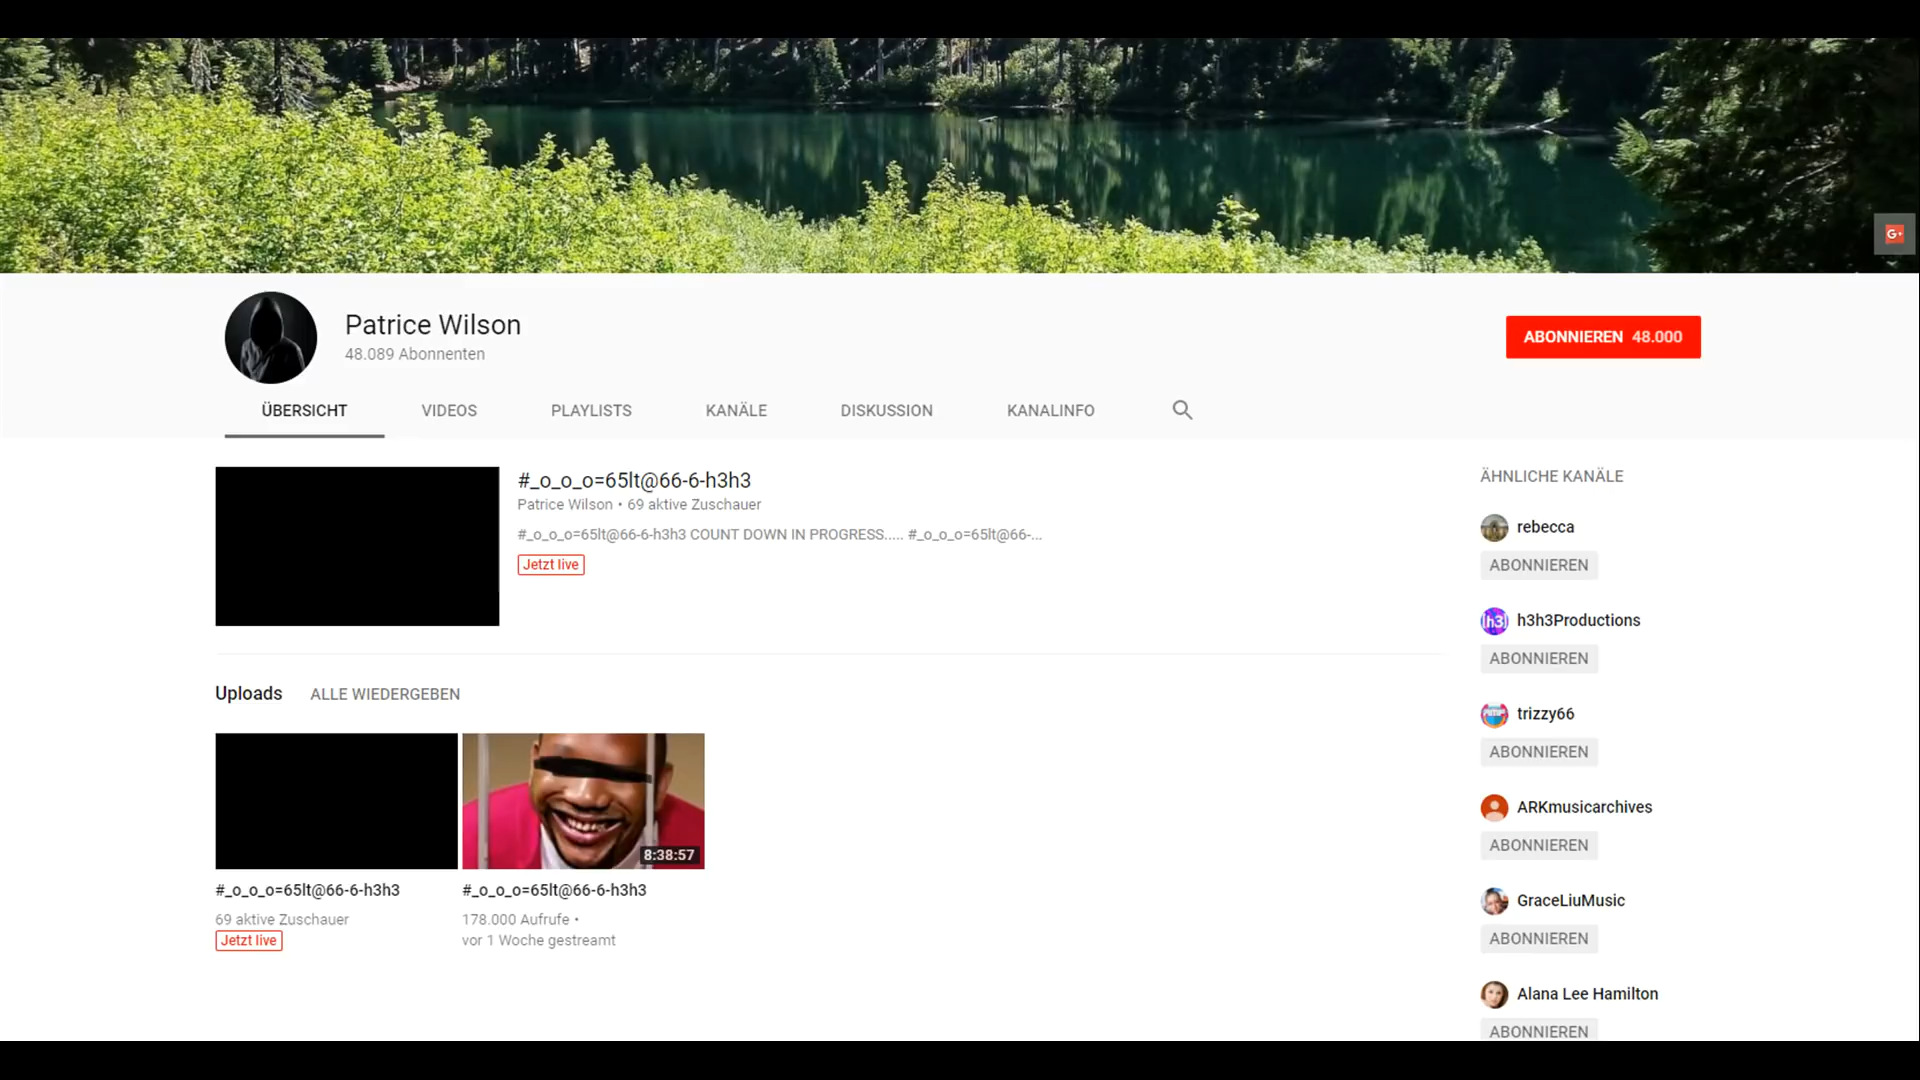 G+
Patrice Wilson
48.089 Abonnenten
ABONNIEREN 48.000
ÜBERSICHT VIDEOS PLAYLISTS KANÄLE DISKUSSION KANALINFO
#_o_o_o=65lt@66-6-h3h3
Patrice Wilson • 69 aktive Zuschauer
#_o_o_o=65lt@66-6-h3h3 COUNT DOWN IN PROGRESS..... #_o_o_o=65lt@66-...
Jetzt live
Uploads ALLE WIEDERGEBEN
8:38:57
#_o_o_o=65lt@66-6-h3h3
69 aktive Zuschauer
Jetzt live
#_o_o_o=65lt@66-6-h3h3
178.000 Aufrufe •
vor 1 Woche gestreamt
ÄHNLICHE KANÄLE
rebecca
ABONNIEREN
h3
h3h3Productions
ABONNIEREN
trizzy66
ABONNIEREN
ARKmusicarchives
ABONNIEREN
GraceLiuMusic
ABONNIEREN
Alana Lee Hamilton
ABONNIEREN